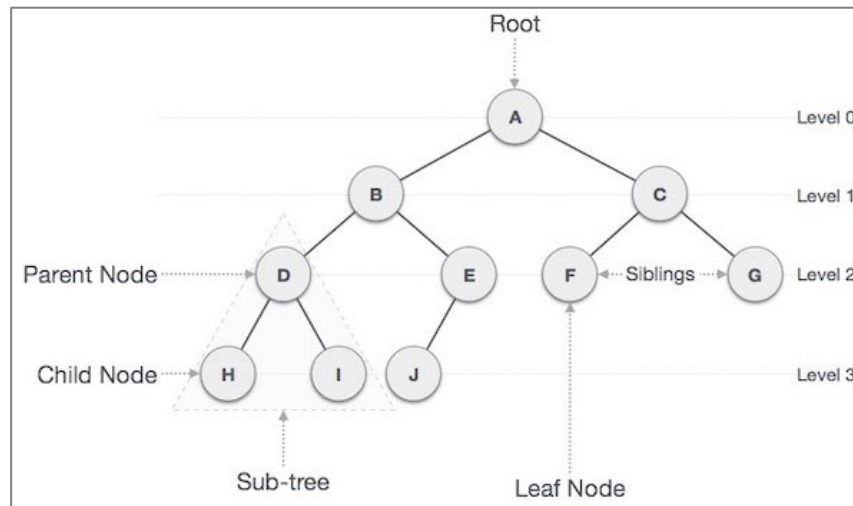 Root
A
Level 0
B
C
Level 1
Parent Node
D
E
F
Siblings
G
Level 2
Child Node
H
I
J
Level 3
Sub-tree
Leaf Node